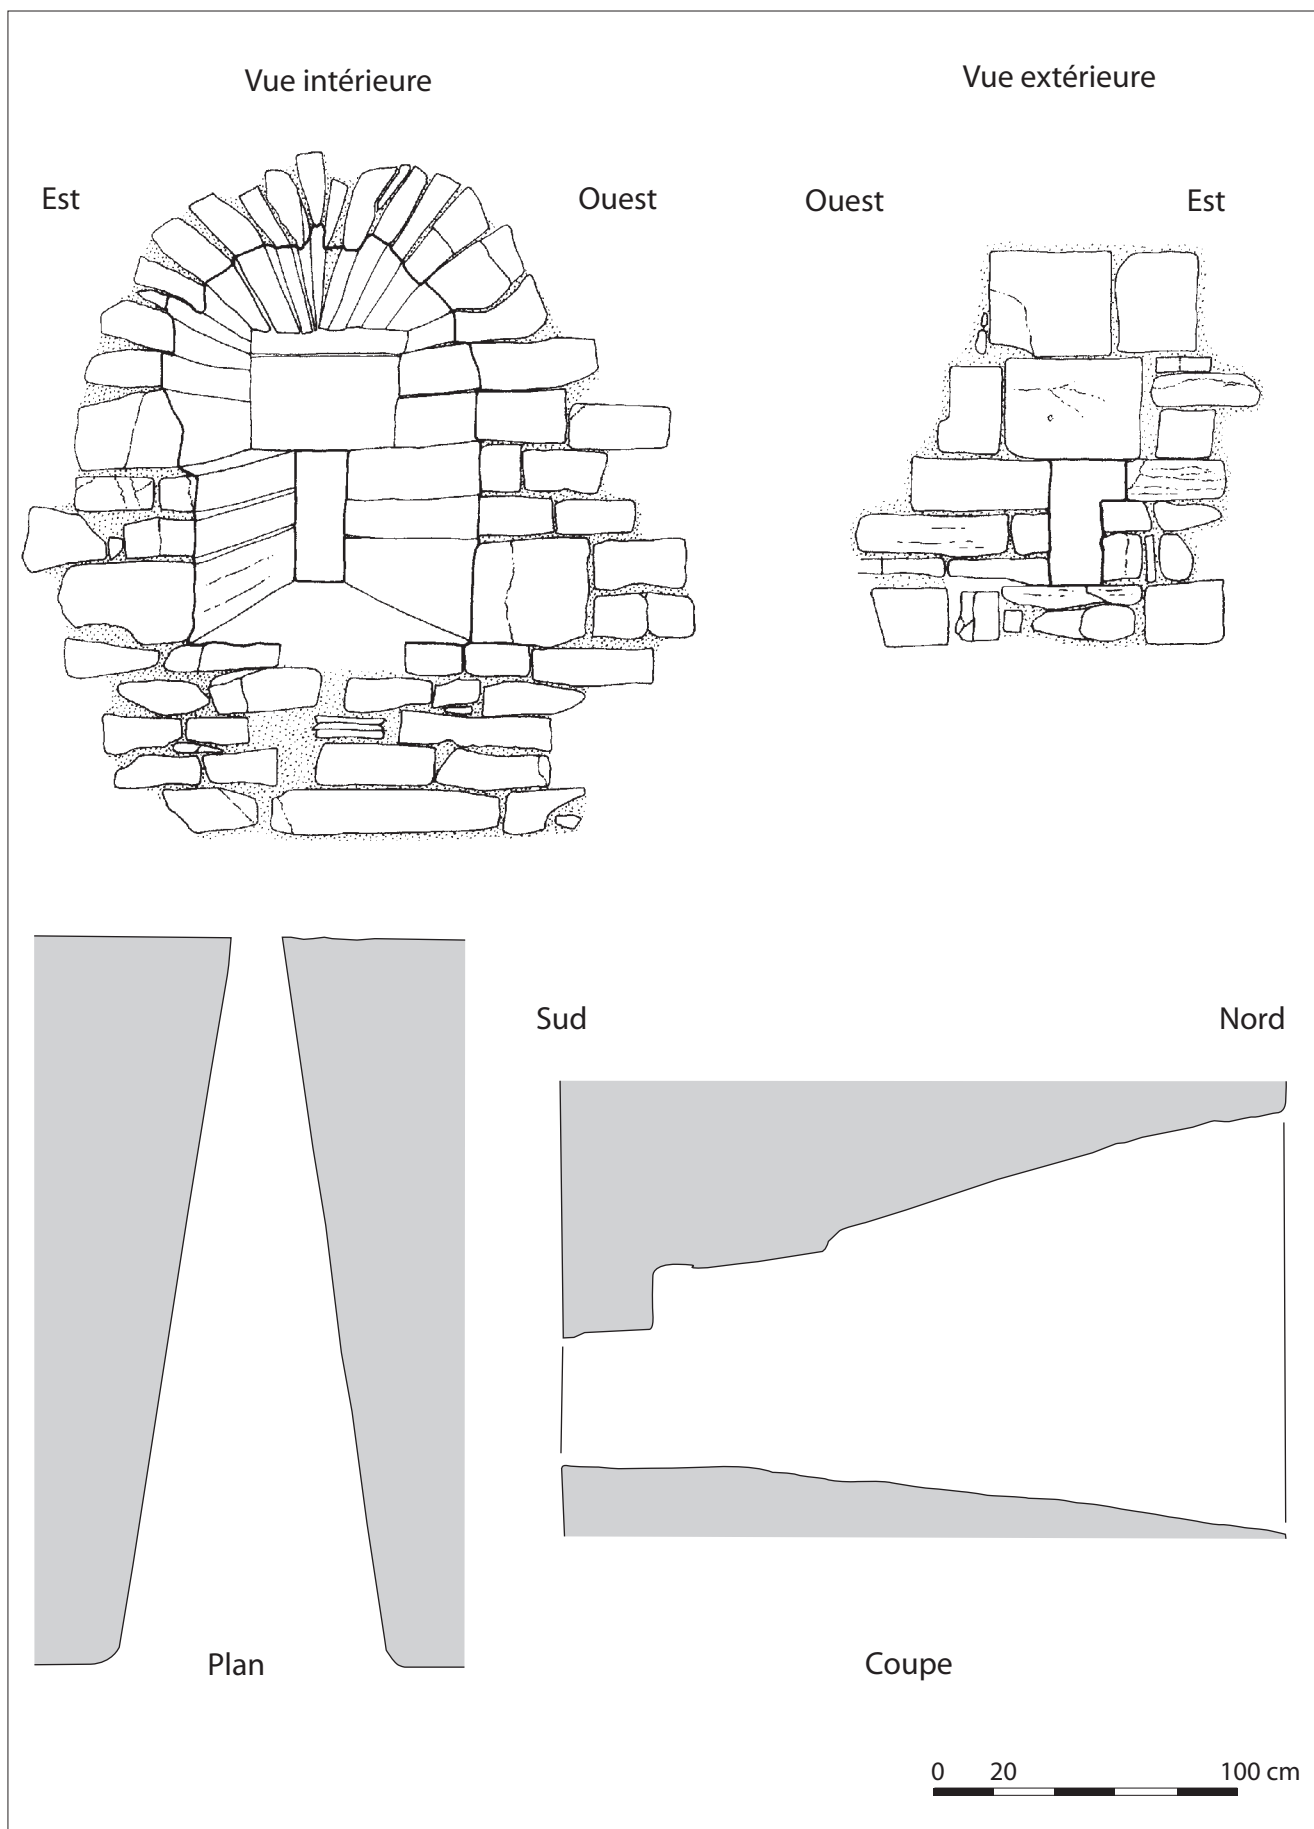 Vue intérieure
Vue extérieure
Est
Ouest
Ouest
Est
Sud
Nord
Plan
Coupe
0 20 100 cm